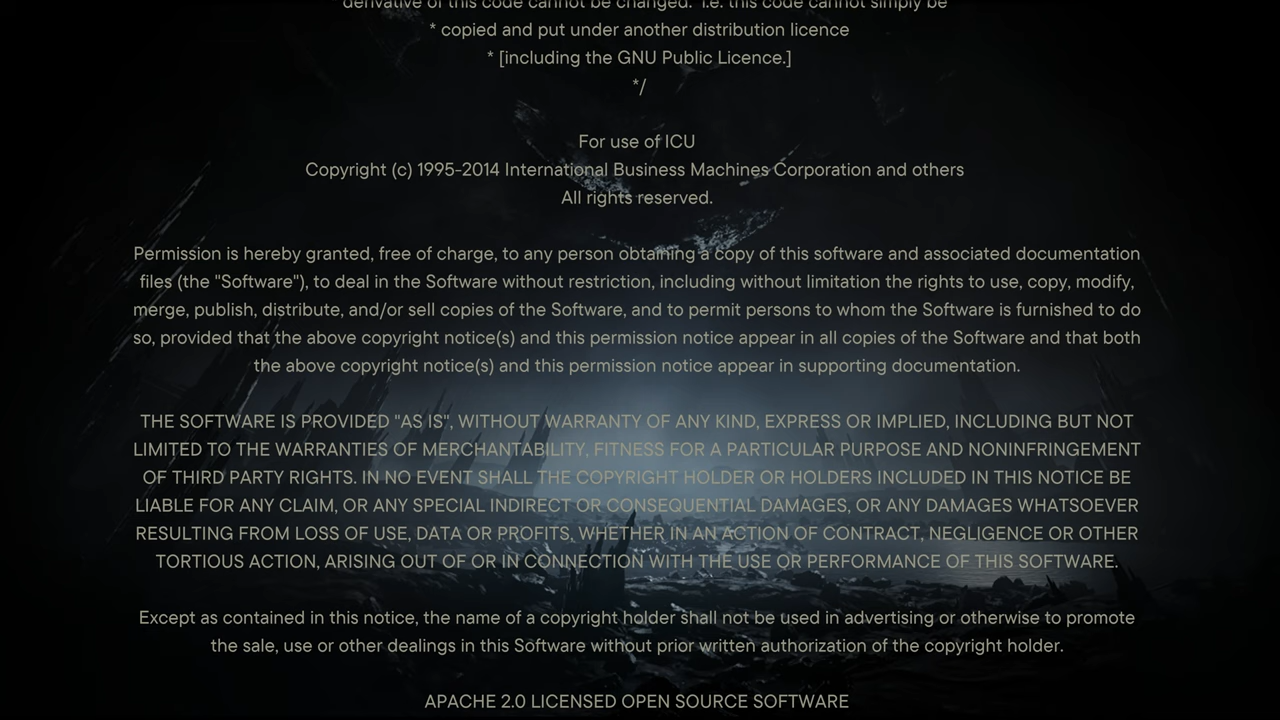 * derivative of this code cannot be changed. i.e. this code cannot simply be
* copied and put under another distribution licence
* [including the GNU Public Licence.]
*/
For use of ICU
Copyright (c) 1995-2014 International Business Machines Corporation and others
All rights reserved.
Permission is hereby granted, free of charge, to any person obtaining a copy of this software and associated documentation
files (the "Software"), to deal in the Software without restriction, including without limitation the rights to use, copy, modify,
merge, publish, distribute, and/or sell copies of the Software, and to permit persons to whom the Software is furnished to do
so, provided that the above copyright notice(s) and this permission notice appear in all copies of the Software and that both
the above copyright notice(s) and this permission notice appear in supporting documentation.
THE SOFTWARE IS PROVIDED "AS IS", WITHOUT WARRANTY OF ANY KIND, EXPRESS OR IMPLIED, INCLUDING BUT NOT
LIMITED TO THE WARRANTIES OF MERCHANTABILITY, FITNESS FOR A PARTICULAR PURPOSE AND NONINFRINGEMENT
OF THIRD PARTY RIGHTS. IN NO EVENT SHALL THE COPYRIGHT HOLDER OR HOLDERS INCLUDED IN THIS NOTICE BE
LIABLE FOR ANY CLAIM, OR ANY SPECIAL INDIRECT OR CONSEQUENTIAL DAMAGES, OR ANY DAMAGES WHATSOEVER
RESULTING FROM LOSS OF USE, DATA OR PROFITS, WHETHER IN AN ACTION OF CONTRACT, NEGLIGENCE OR OTHER
TORTIOUS ACTION, ARISING OUT OF OR IN CONNECTION WITH THE USE OR PERFORMANCE OF THIS SOFTWARE.
Except as contained in this notice, the name of a copyright holder shall not be used in advertising or otherwise to promote
the sale, use or other dealings in this Software without prior written authorization of the copyright holder.
APACHE 2.0 LICENSED OPEN SOURCE SOFTWARE